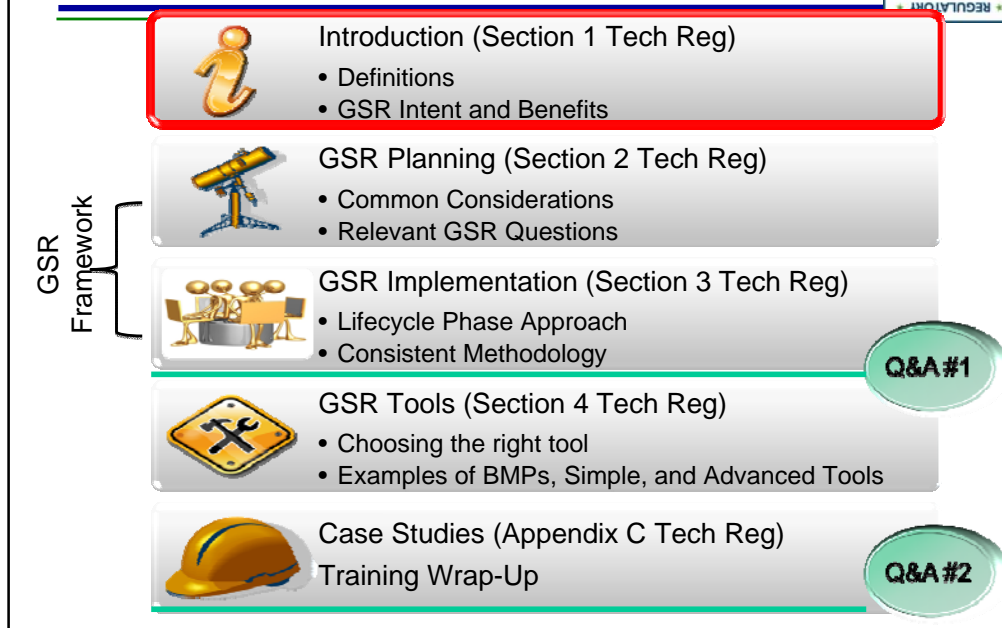 * REGULATORY *
Introduction (Section 1 Tech Reg)
• Definitions
• GSR Intent and Benefits
GSR Planning (Section 2 Tech Reg)
• Common Considerations
• Relevant GSR Questions
GSR
Framework
GSR Implementation (Section 3 Tech Reg)
• Lifecycle Phase Approach
• Consistent Methodology
Q&A #1
GSR Tools (Section 4 Tech Reg)
• Choosing the right tool
• Examples of BMPs, Simple, and Advanced Tools
Case Studies (Appendix C Tech Reg)
Training Wrap-Up
Q&A #2